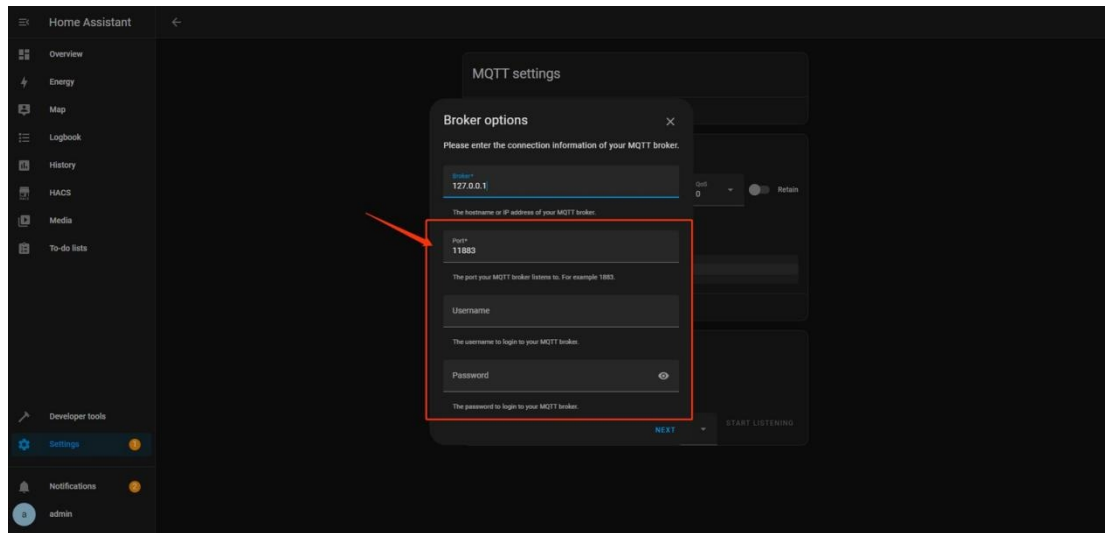 Home Assistant
Overview
Energy
Map
Logbook
History
HACS
Media
To-do lists
Developer tools
Settings 1
Notifications 2
a admin
MQTT settings
Broker options
Please enter the connection information of your MQTT broker.
Broker*
127.0.0.1
The hostname or IP address of your MQTT broker.
Port*
11883
The port your MQTT broker listens to. For example 1883.
Username
The username to login to your MQTT broker.
Password
The password to login to your MQTT broker.
NEXT
QoS
0
Retain
START LISTENING